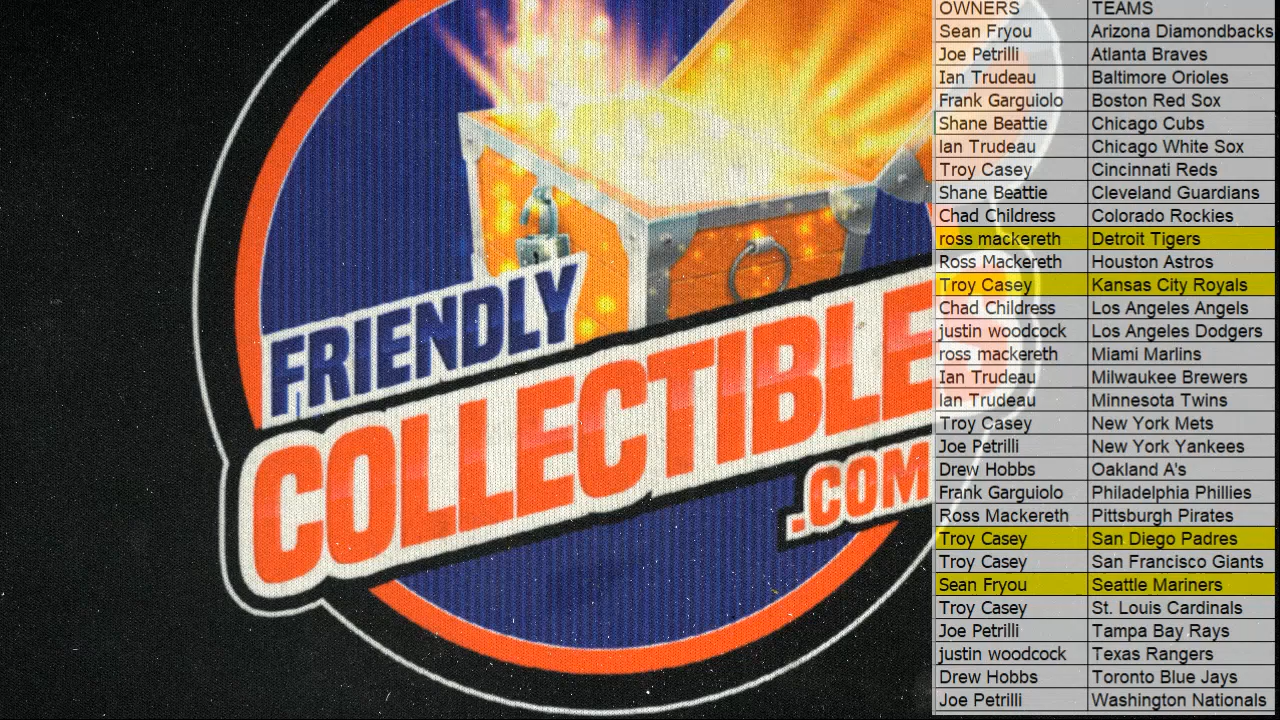 FRIENDLY
COLLECTIBLES
.COM
OWNERS TEAMS
Sean Fryou Arizona Diamondbacks
Joe Petrilli Atlanta Braves
Ian Trudeau Baltimore Orioles
Frank Garguiolo Boston Red Sox
Shane Beattie Chicago Cubs
Ian Trudeau Chicago White Sox
Troy Casey Cincinnati Reds
Shane Beattie Cleveland Guardians
Chad Childress Colorado Rockies
ross mackereth Detroit Tigers
Ross Mackereth Houston Astros
Troy Casey Kansas City Royals
Chad Childress Los Angeles Angels
justin woodcock Los Angeles Dodgers
ross mackereth Miami Marlins
Ian Trudeau Milwaukee Brewers
Ian Trudeau Minnesota Twins
Troy Casey New York Mets
Joe Petrilli New York Yankees
Drew Hobbs Oakland A's
Frank Garguiolo Philadelphia Phillies
Ross Mackereth Pittsburgh Pirates
Troy Casey San Diego Padres
Troy Casey San Francisco Giants
Sean Fryou Seattle Mariners
Troy Casey St. Louis Cardinals
Joe Petrilli Tampa Bay Rays
justin woodcock Texas Rangers
Drew Hobbs Toronto Blue Jays
Joe Petrilli Washington Nationals